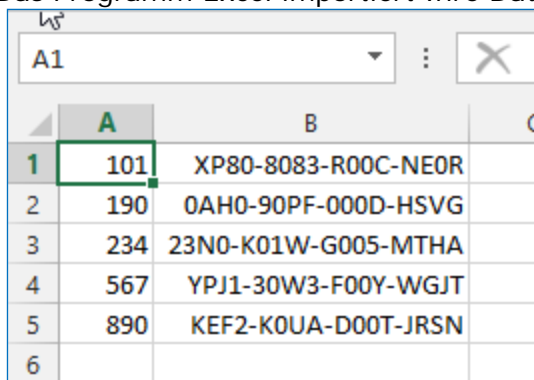 Das Programm Excel importiert Ihre Dat
A1
A B
1 101 XP80-8083-R00C-NE0R
2 190 0AH0-90PF-000D-HSVG
3 234 23N0-K01W-G005-MTHA
4 567 YPJ1-30W3-F00Y-WGJT
5 890 KEF2-K0UA-D00T-JRSN
6